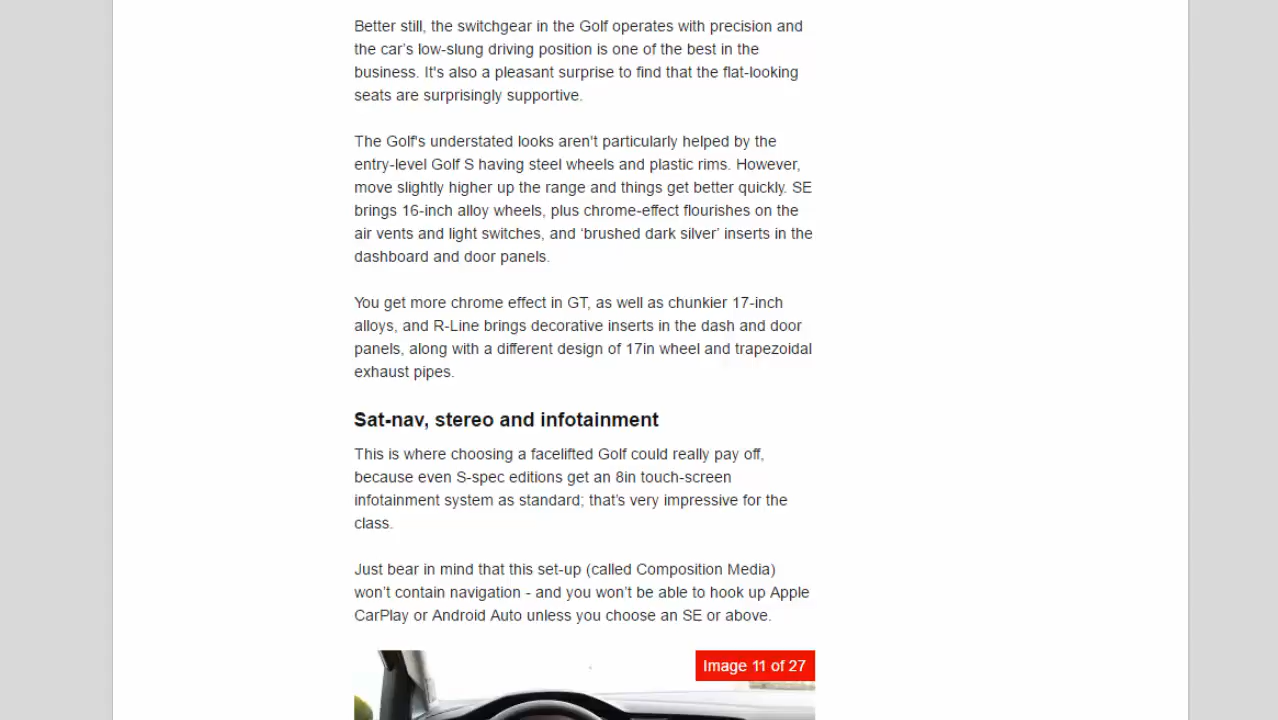 Better still, the switchgear in the Golf operates with precision and
the car’s low-slung driving position is one of the best in the
business. It's also a pleasant surprise to find that the flat-looking
seats are surprisingly supportive.
The Golf's understated looks aren't particularly helped by the
entry-level Golf S having steel wheels and plastic rims. However,
move slightly higher up the range and things get better quickly. SE
brings 16-inch alloy wheels, plus chrome-effect flourishes on the
air vents and light switches, and ‘brushed dark silver’ inserts in the
dashboard and door panels.
You get more chrome effect in GT, as well as chunkier 17-inch
alloys, and R-Line brings decorative inserts in the dash and door
panels, along with a different design of 17in wheel and trapezoidal
exhaust pipes.
Sat-nav, stereo and infotainment
This is where choosing a facelifted Golf could really pay off,
because even S-spec editions get an 8in touch-screen
infotainment system as standard; that’s very impressive for the
class.
Just bear in mind that this set-up (called Composition Media)
won’t contain navigation - and you won’t be able to hook up Apple
CarPlay or Android Auto unless you choose an SE or above.
Image 11 of 27